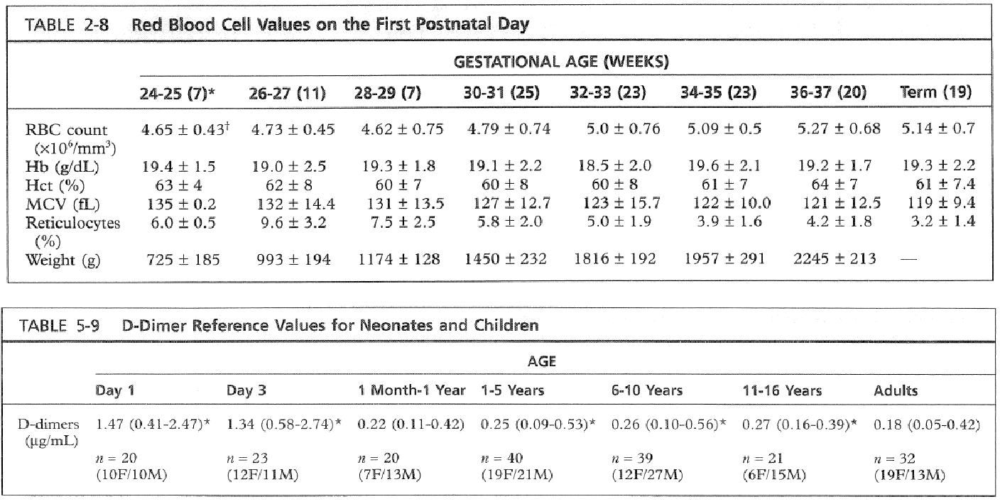 TABLE 2-8 Red Blood Cell Values on the First Postnatal Day
GESTATIONAL AGE (WEEKS)
24-25 (7)* 26-27 (11) 28-29 (7) 30-31 (25) 32-33 (23) 34-35 (23) 36-37 (20) Term (19)
RBC count 4.65 ± 0.43† 4.73 ± 0.45 4.62 ± 0.75 4.79 ± 0.74 5.0 ± 0.76 5.09 ± 0.5 5.27 ± 0.68 5.14 ± 0.7
(×10⁶/mm³)
Hb (g/dL) 19.4 ± 1.5 19.0 ± 2.5 19.3 ± 1.8 19.1 ± 2.2 18.5 ± 2.0 19.6 ± 2.1 19.2 ± 1.7 19.3 ± 2.2
Hct (%) 63 ± 4 62 ± 8 60 ± 7 60 ± 8 60 ± 8 61 ± 7 64 ± 7 61 ± 7.4
MCV (fL) 135 ± 0.2 132 ± 14.4 131 ± 13.5 127 ± 12.7 123 ± 15.7 122 ± 10.0 121 ± 12.5 119 ± 9.4
Reticulocytes 6.0 ± 0.5 9.6 ± 3.2 7.5 ± 2.5 5.8 ± 2.0 5.0 ± 1.9 3.9 ± 1.6 4.2 ± 1.8 3.2 ± 1.4
(%)
Weight (g) 725 ± 185 993 ± 194 1174 ± 128 1450 ± 232 1816 ± 192 1957 ± 291 2245 ± 213 —
TABLE 5-9 D-Dimer Reference Values for Neonates and Children
AGE
Day 1 Day 3 1 Month-1 Year 1-5 Years 6-10 Years 11-16 Years Adults
D-dimers 1.47 (0.41-2.47)* 1.34 (0.58-2.74)* 0.22 (0.11-0.42) 0.25 (0.09-0.53)* 0.26 (0.10-0.56)* 0.27 (0.16-0.39)* 0.18 (0.05-0.42)
(µg/mL)
n = 20 n = 23 n = 20 n = 40 n = 39 n = 21 n = 32
(10F/10M) (12F/11M) (7F/13M) (19F/21M) (12F/27M) (6F/15M) (19F/13M)